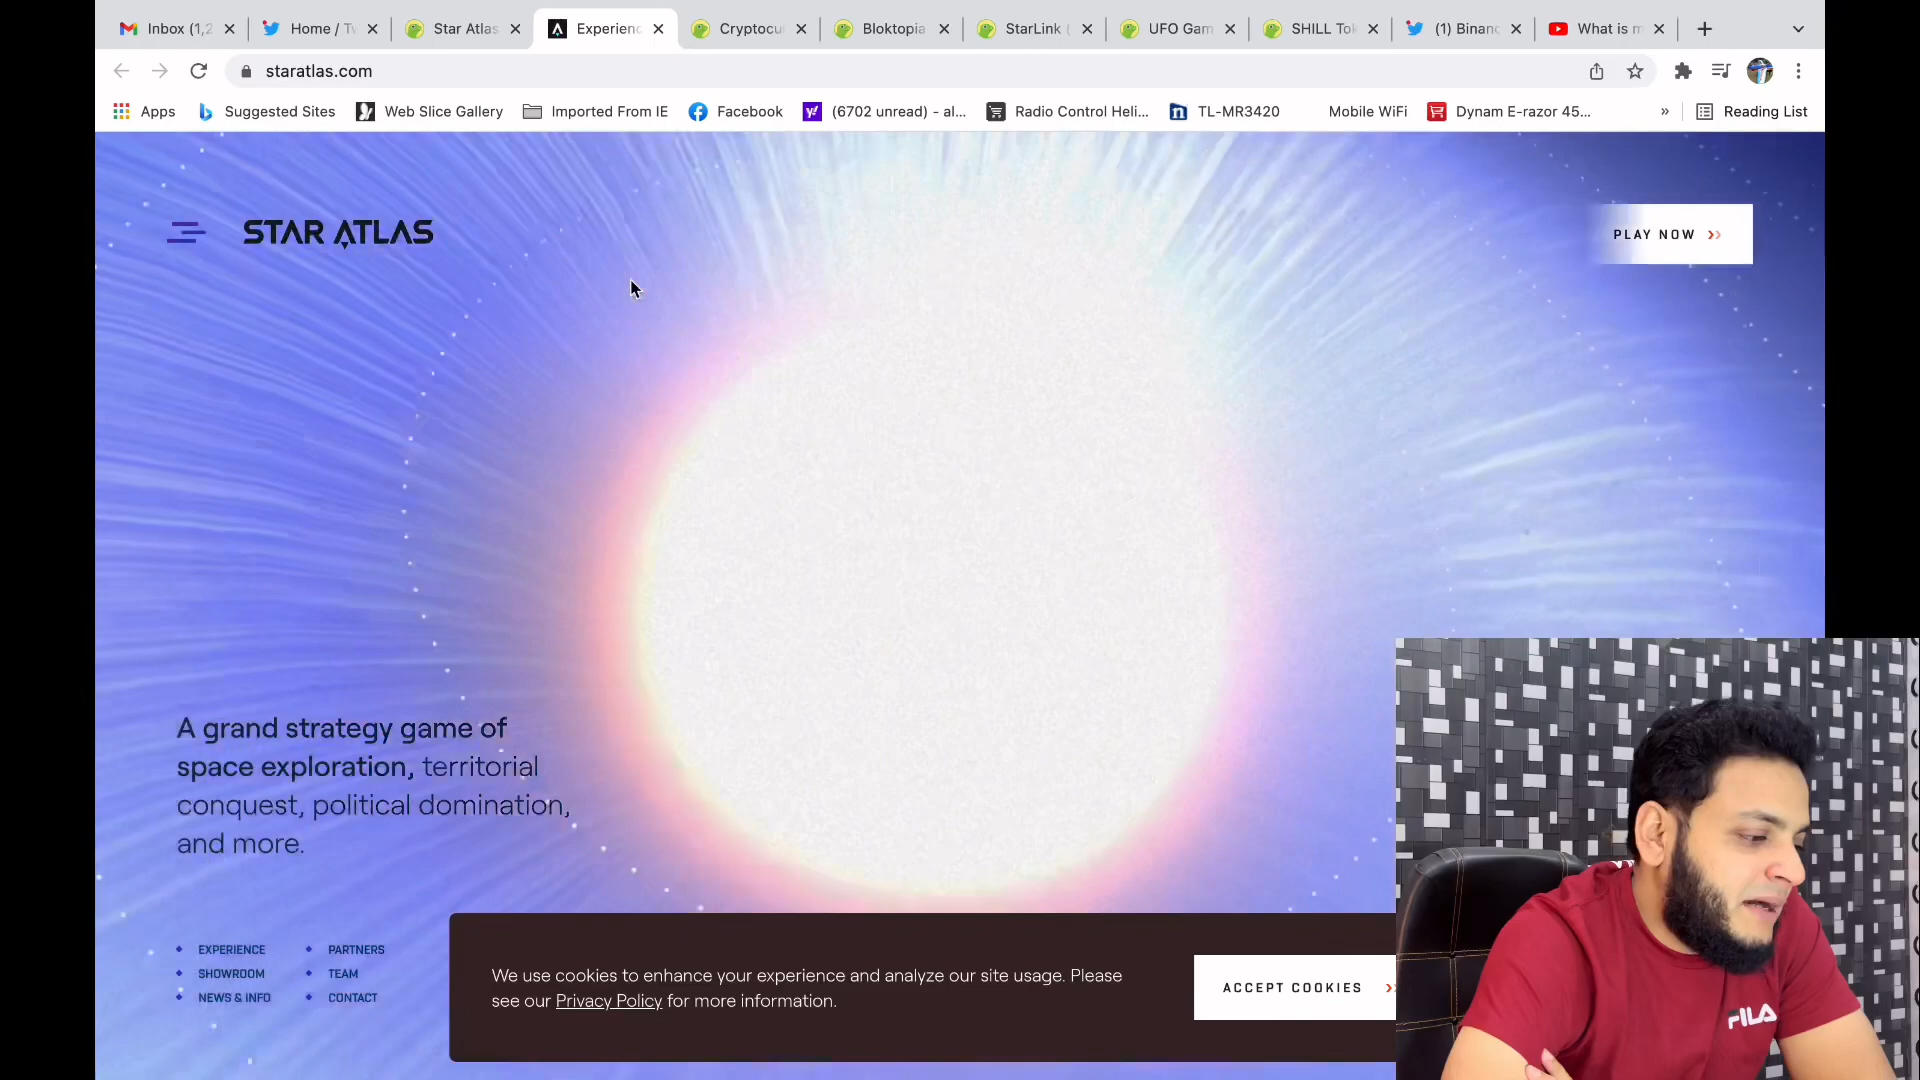 Inbox (1,2
Home / Tw
Star Atlas
Experienc
Cryptocu
Bloktopia
StarLink (
UFO Gam
SHILL Tok
(1) Binanc
What is m
staratlas.com
Apps
Suggested Sites
Web Slice Gallery
Imported From IE
Facebook
(6702 unread) - al...
Radio Control Heli...
TL-MR3420
Mobile WiFi
Dynam E-razor 45...
»
Reading List
STAR ATLAS
PLAY NOW
A grand strategy game of
space exploration, territorial
conquest, political domination,
and more.
EXPERIENCE
PARTNERS
SHOWROOM
TEAM
NEWS & INFO
CONTACT
We use cookies to enhance your experience and analyze our site usage. Please
see our Privacy Policy for more information.
ACCEPT COOKIES
FILA